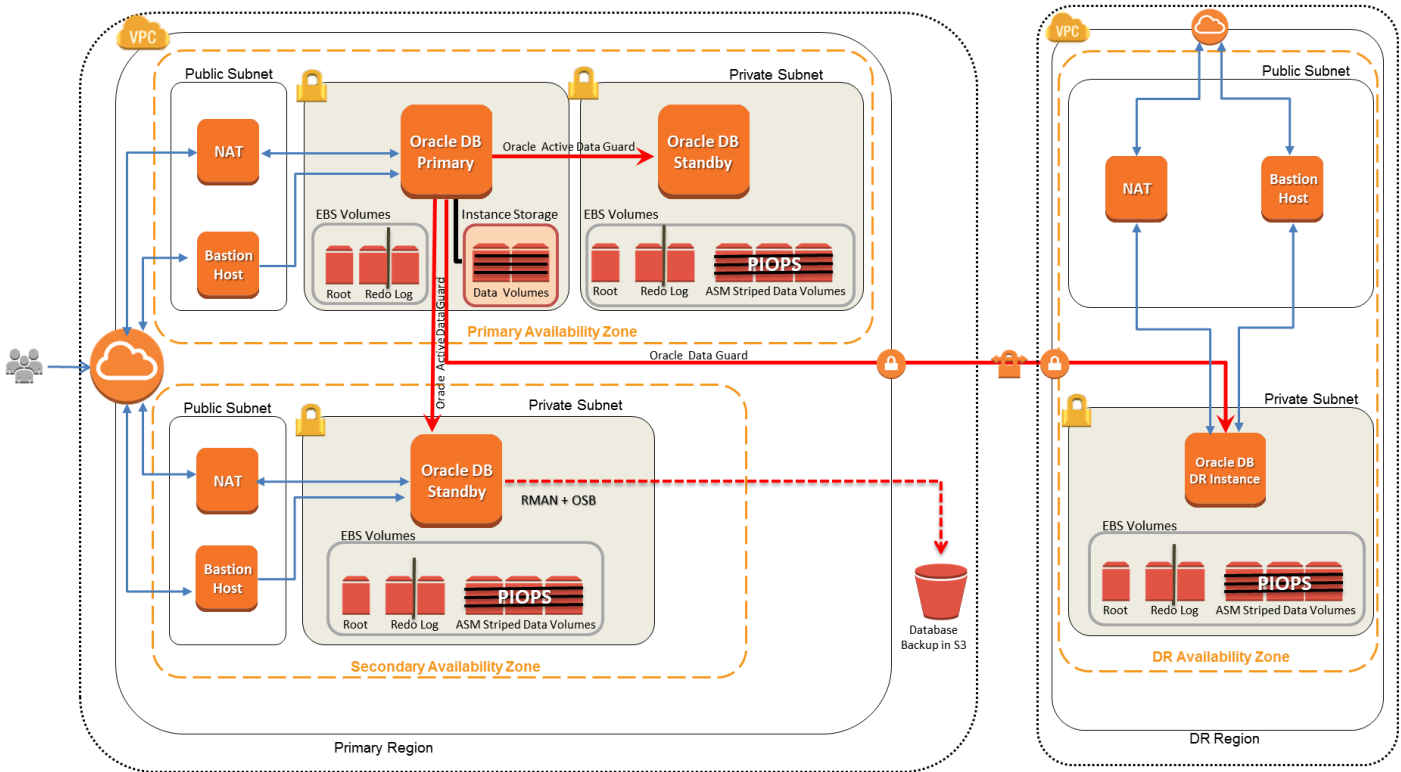 VPC
Public Subnet
Private Subnet
NAT
Oracle DB
Primary
Oracle Active Data Guard
Oracle DB
Standby
Bastion
Host
EBS Volumes
Root
Redo Log
Instance Storage
Data Volumes
EBS Volumes
Root
Redo Log
PIOPS
ASM Striped Data Volumes
Primary Availability Zone
Oracle Active Data Guard
Oracle Data Guard
Public Subnet
Private Subnet
NAT
Oracle DB
Standby
RMAN + OSB
Bastion
Host
EBS Volumes
Root
Redo Log
PIOPS
ASM Striped Data Volumes
Database
Backup in S3
Secondary Availability Zone
Primary Region
VPC
Public Subnet
NAT
Bastion
Host
Private Subnet
Oracle DB
DR Instance
EBS Volumes
Root
Redo Log
PIOPS
ASM Striped Data Volumes
DR Availability Zone
DR Region